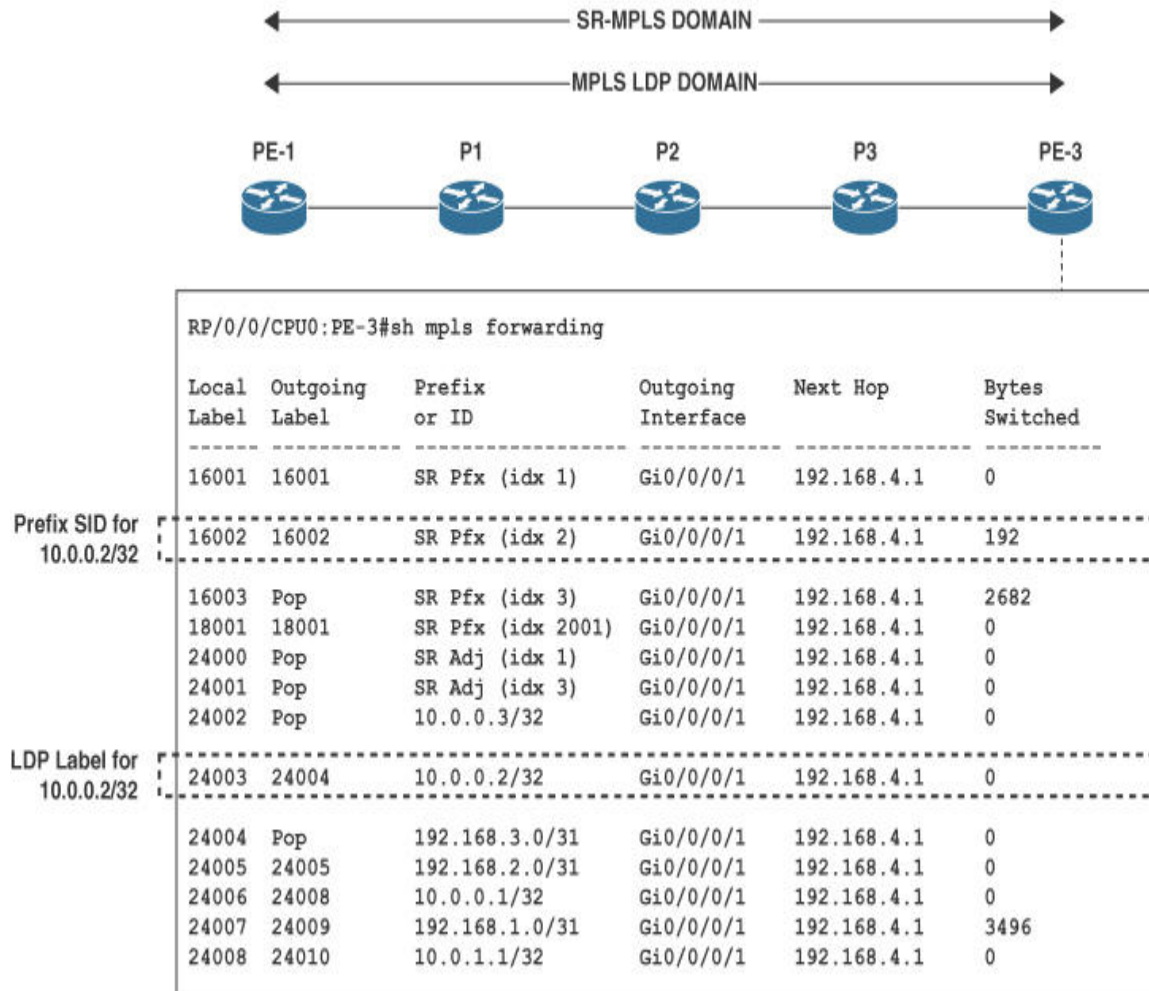 SR-MPLS DOMAIN
MPLS LDP DOMAIN
PE-1 P1 P2 P3 PE-3
RP/0/0/CPU0:PE-3#sh mpls forwarding
Local Outgoing Prefix Outgoing Next Hop Bytes
Label Label or ID Interface Switched
16001 16001 SR Pfx (idx 1) Gi0/0/0/1 192.168.4.1 0
Prefix SID for
10.0.0.2/32
16002 16002 SR Pfx (idx 2) Gi0/0/0/1 192.168.4.1 192
16003 Pop SR Pfx (idx 3) Gi0/0/0/1 192.168.4.1 2682
18001 18001 SR Pfx (idx 2001) Gi0/0/0/1 192.168.4.1 0
24000 Pop SR Adj (idx 1) Gi0/0/0/1 192.168.4.1 0
24001 Pop SR Adj (idx 3) Gi0/0/0/1 192.168.4.1 0
24002 Pop 10.0.0.3/32 Gi0/0/0/1 192.168.4.1 0
LDP Label for
10.0.0.2/32
24003 24004 10.0.0.2/32 Gi0/0/0/1 192.168.4.1 0
24004 Pop 192.168.3.0/31 Gi0/0/0/1 192.168.4.1 0
24005 24005 192.168.2.0/31 Gi0/0/0/1 192.168.4.1 0
24006 24008 10.0.0.1/32 Gi0/0/0/1 192.168.4.1 0
24007 24009 192.168.1.0/31 Gi0/0/0/1 192.168.4.1 3496
24008 24010 10.0.1.1/32 Gi0/0/0/1 192.168.4.1 0